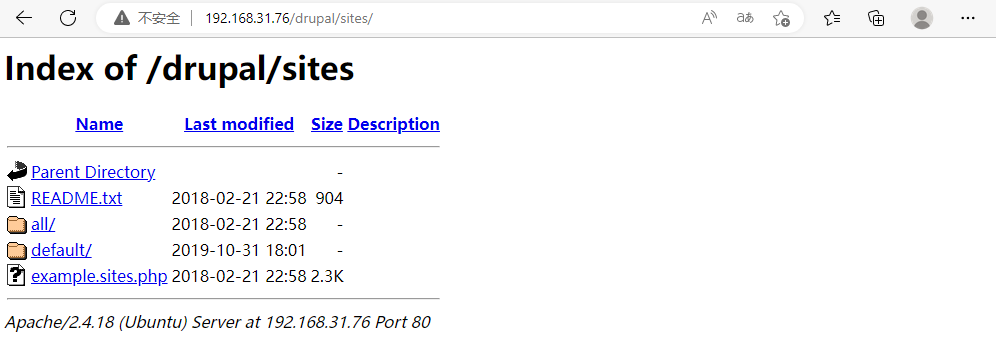 不安全 192.168.31.76/drupal/sites/
Index of /drupal/sites
Name Last modified Size Description
Parent Directory -
README.txt 2018-02-21 22:58 904
all/ 2018-02-21 22:58 -
default/ 2019-10-31 18:01 -
example.sites.php 2018-02-21 22:58 2.3K
Apache/2.4.18 (Ubuntu) Server at 192.168.31.76 Port 80